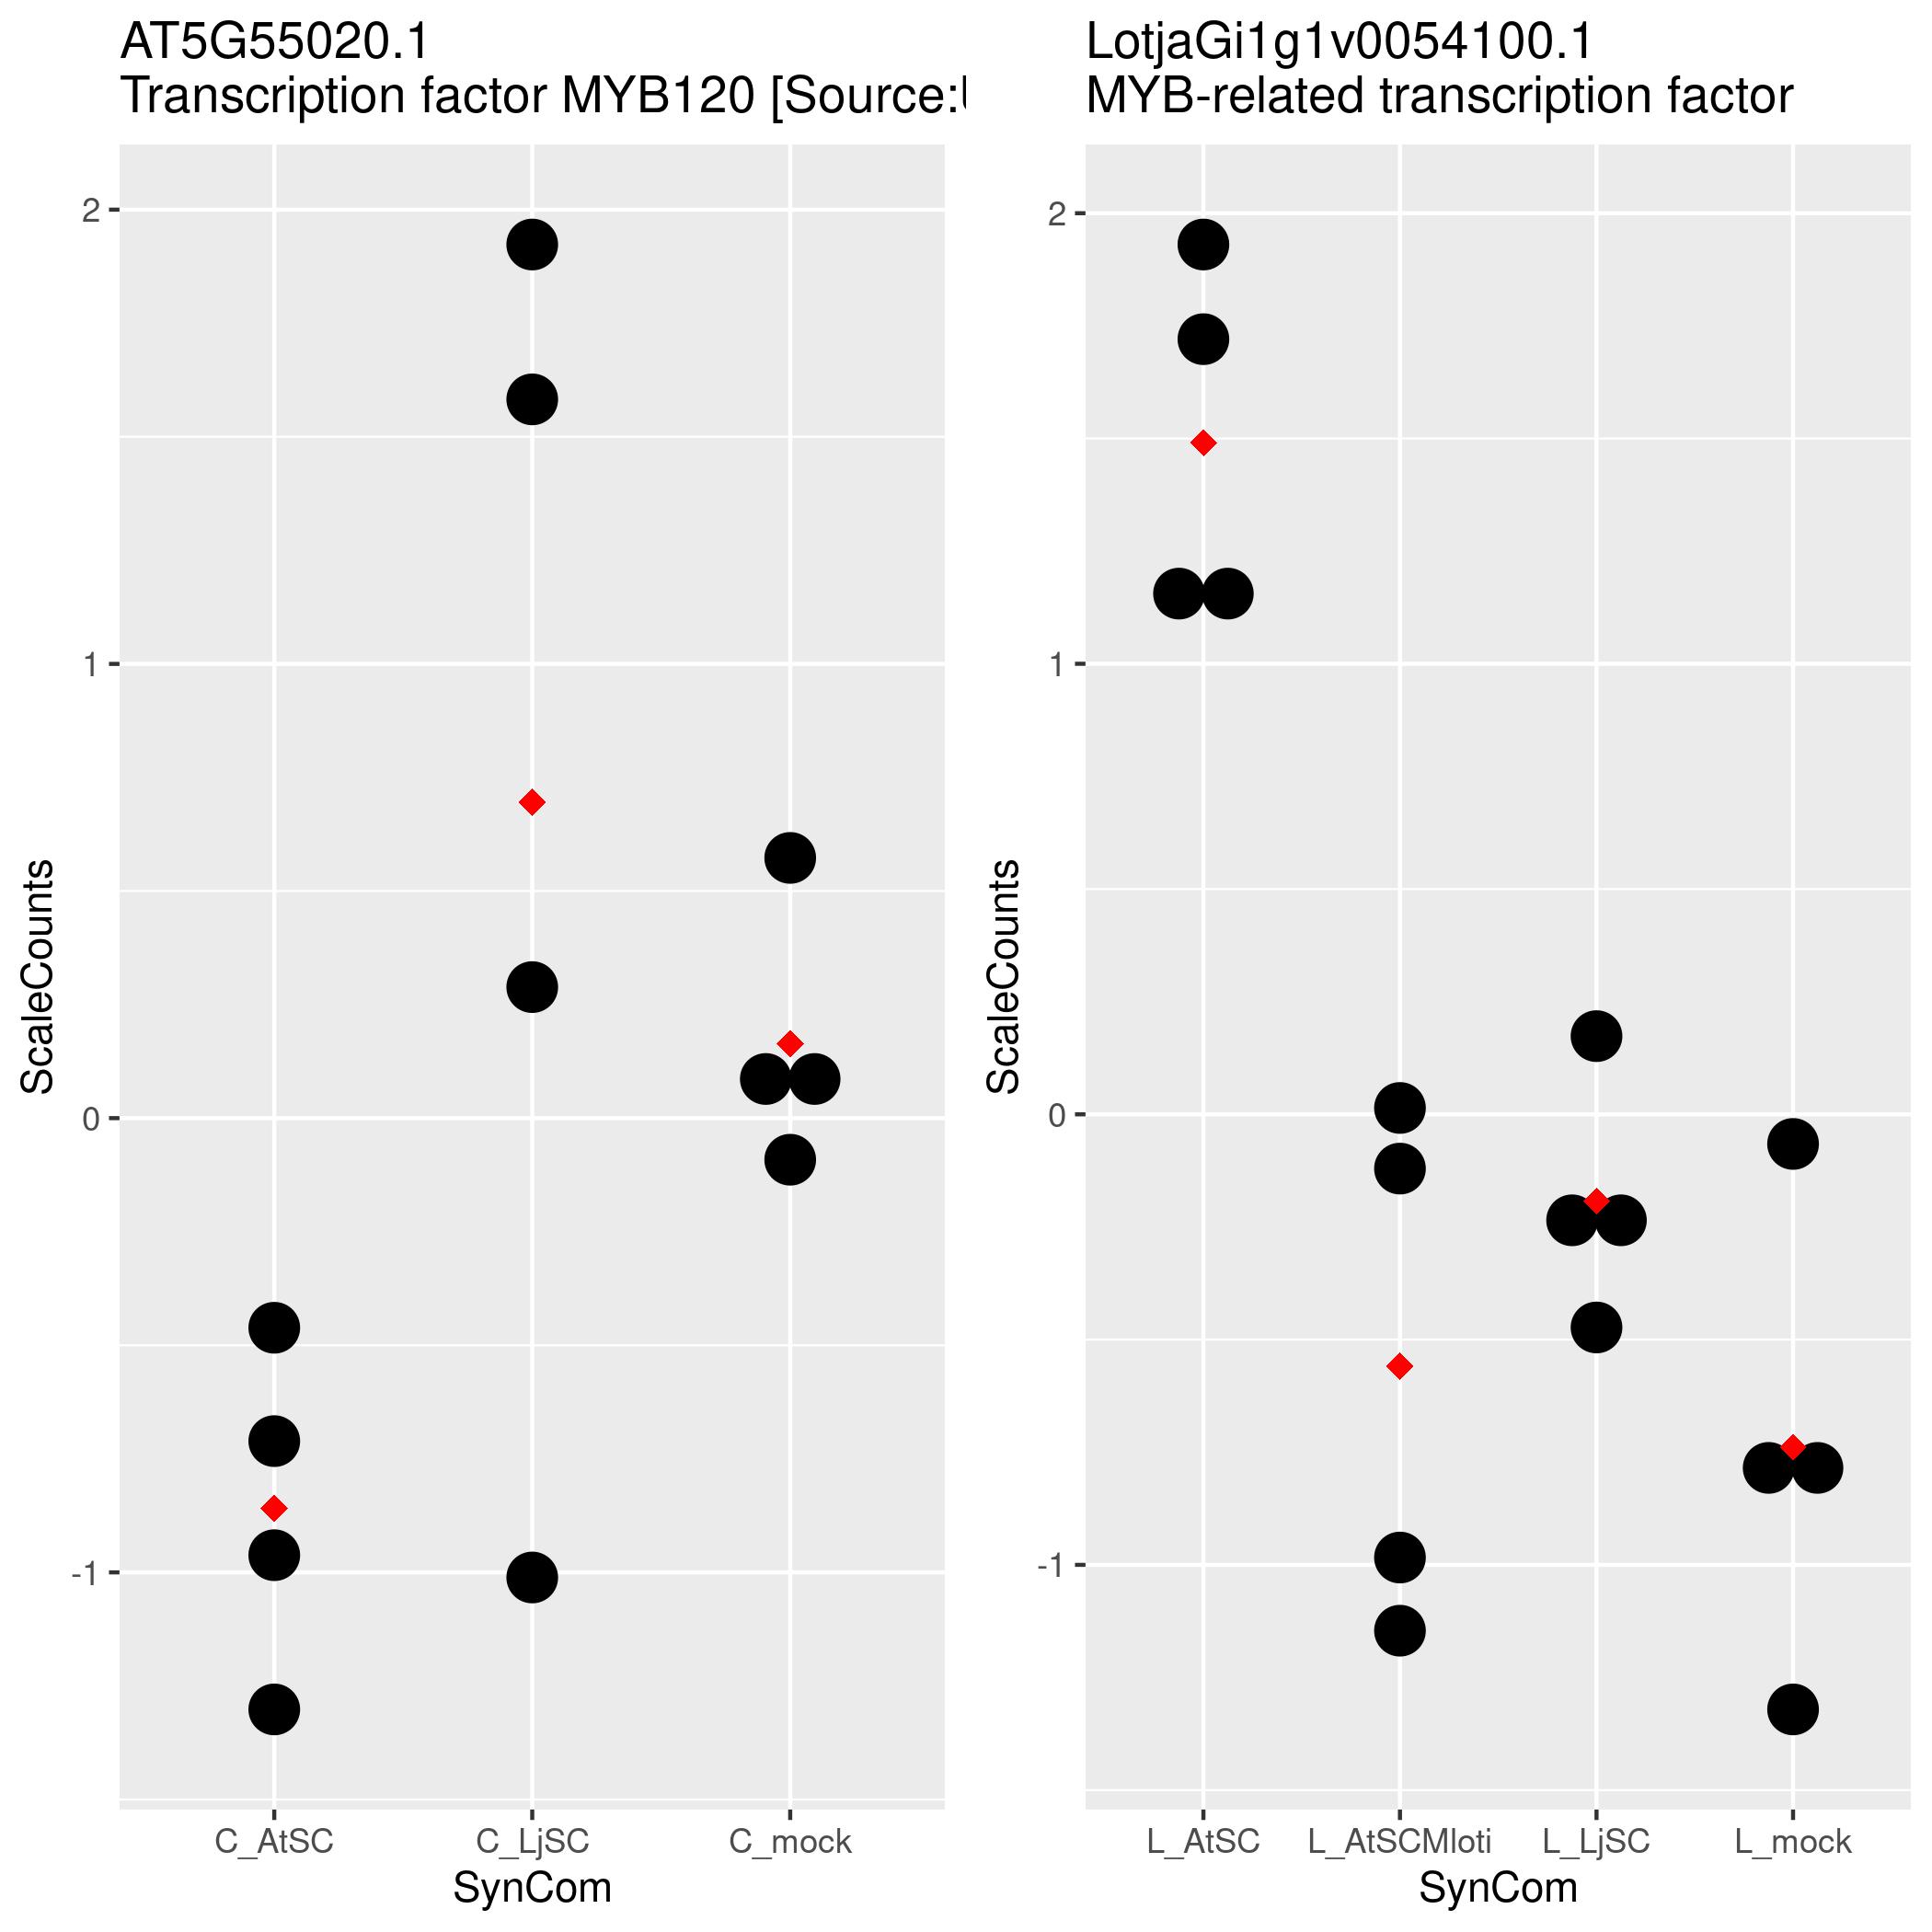 AT5G55020.1
Transcription factor MYB120 [Source:
ScaleCounts
2
1
0
-1
C_AtSC
C_LjSC
C_mock
SynCom
LotjaGi1g1v0054100.1
MYB-related transcription factor
ScaleCounts
2
1
0
-1
L_AtSC
L_AtSCMloti
L_LjSC
L_mock
SynCom